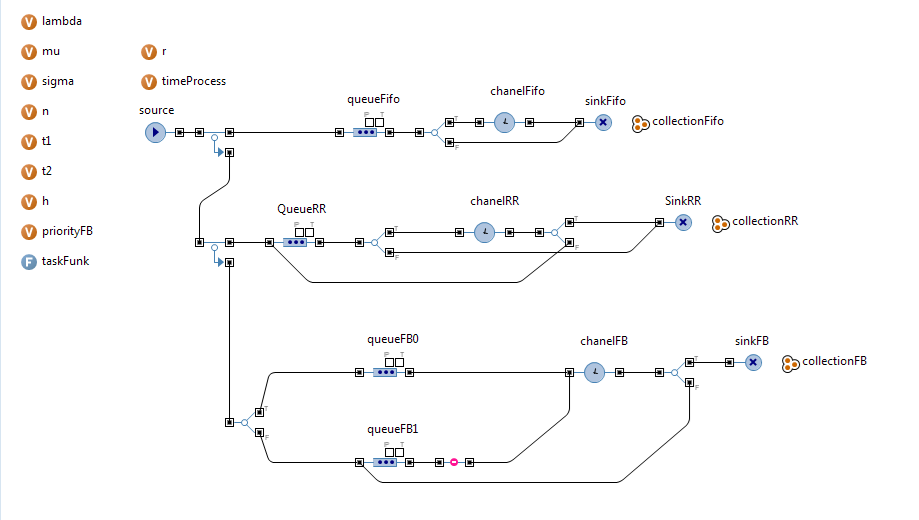 lambda
mu
r
sigma
timeProcess
n
t1
t2
h
priorityFB
taskFunk
source
queueFifo
P T
chanelFifo
sinkFifo
collectionFifo
T
F
QueueRR
P T
chanelRR
SinkRR
collectionRR
T
F
T
F
queueFB0
P T
chanelFB
sinkFB
collectionFB
T
F
T
F
queueFB1
P T